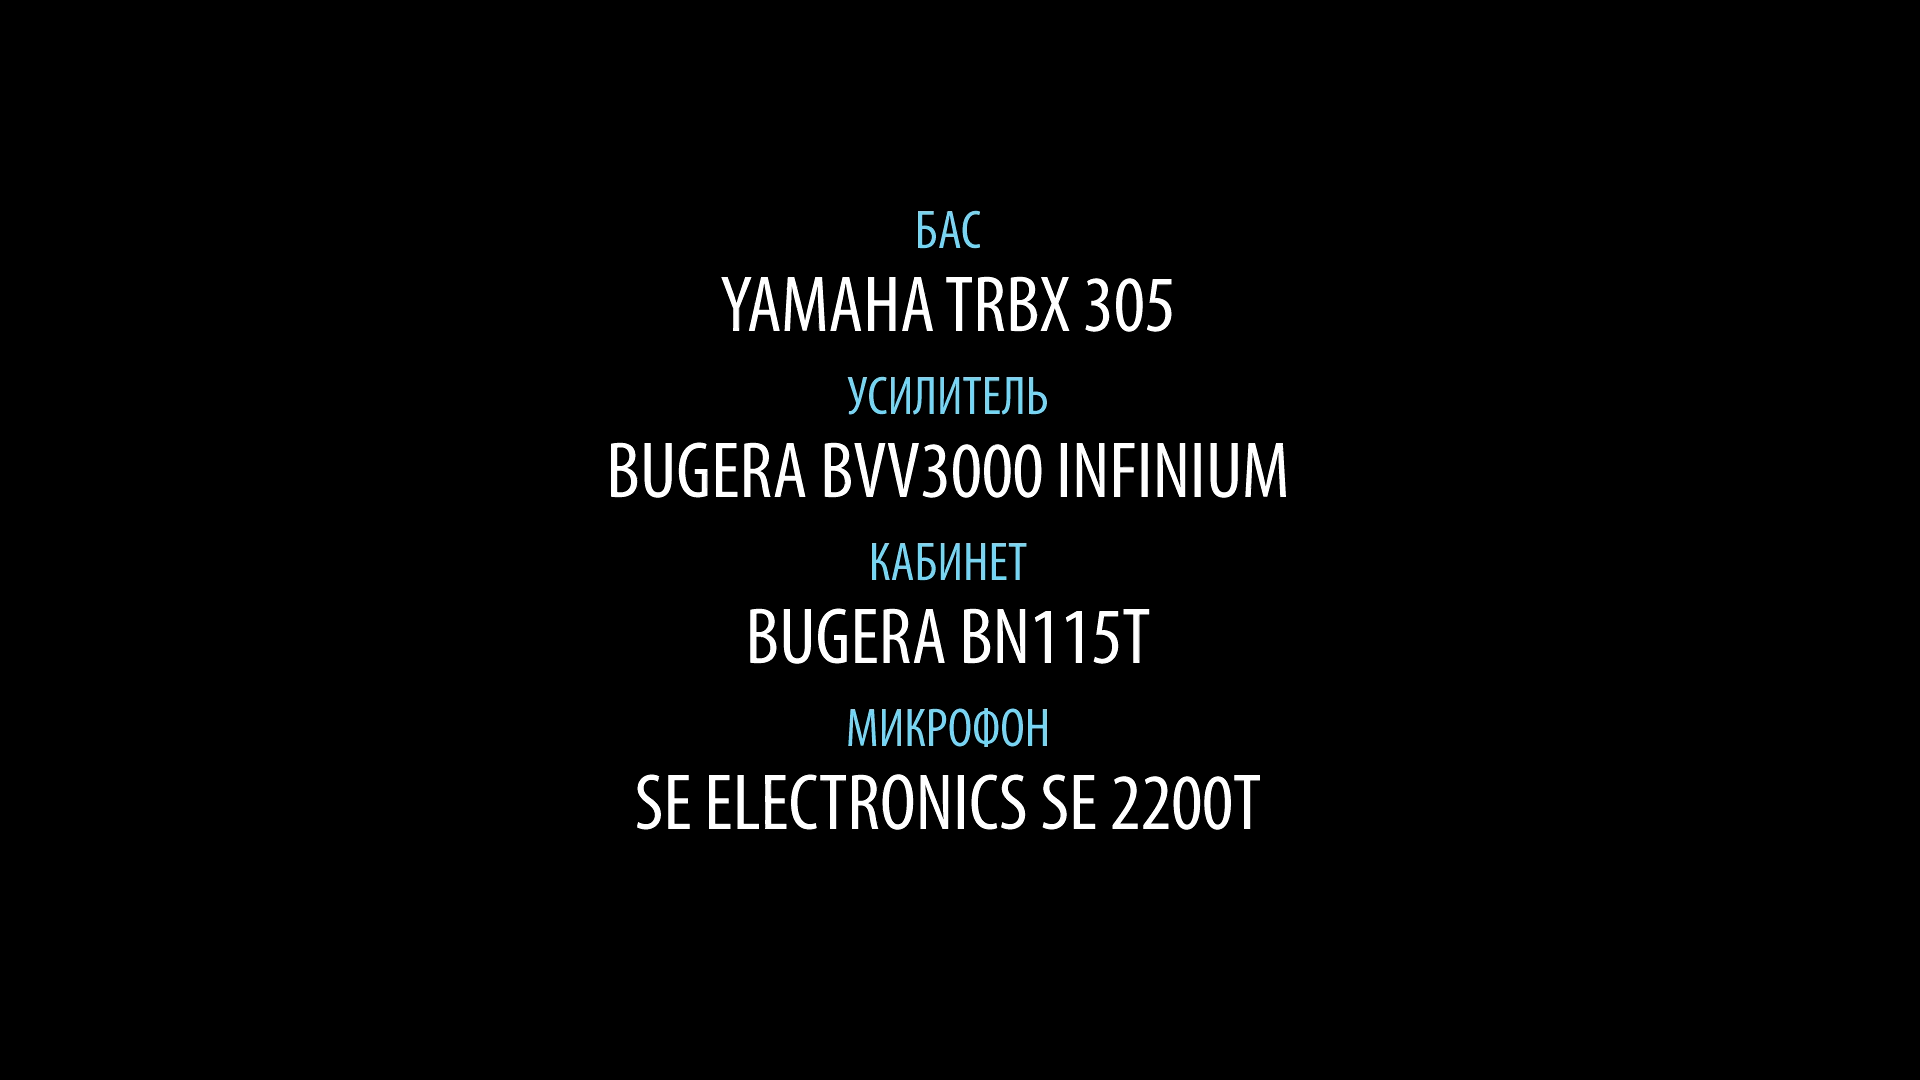 БАС
YAMAHA TRBX 305
УСИЛИТЕЛЬ
BUGERA BVV3000 INFINIUM
КАБИНЕТ
BUGERA BN115T
МИКРОФОН
SE ELECTRONICS SE 2200T